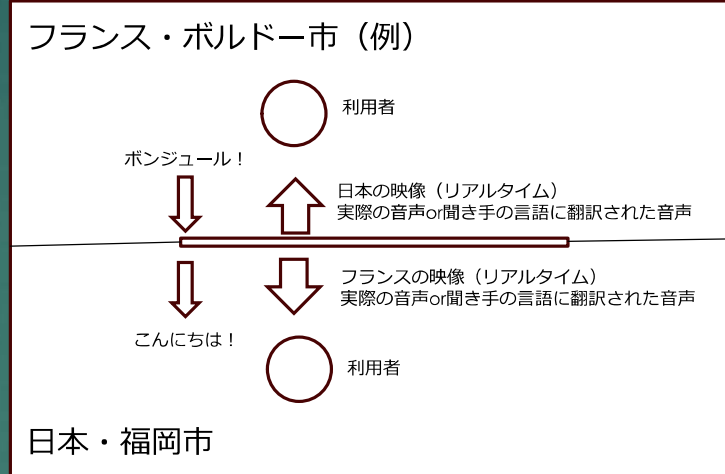 フランス・ボルドー市（例）
利用者
ボンジュール！
日本の映像（リアルタイム）
実際の音声or聞き手の言語に翻訳された音声
フランスの映像（リアルタイム）
実際の音声or聞き手の言語に翻訳された音声
こんにちは！
利用者
日本・福岡市